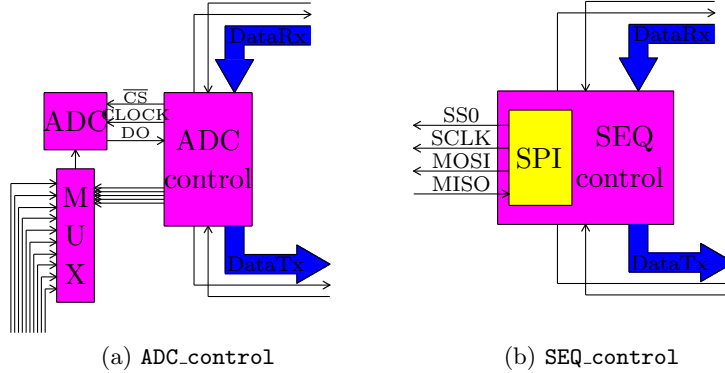 DataRx
CS
CLOCK
DO
ADC
ADC
control
M
U
X
DataTx
(a) ADC_control
DataRx
SS0
SCLK
MOSI
MISO
SPI
SEQ
control
DataTx
(b) SEQ_control